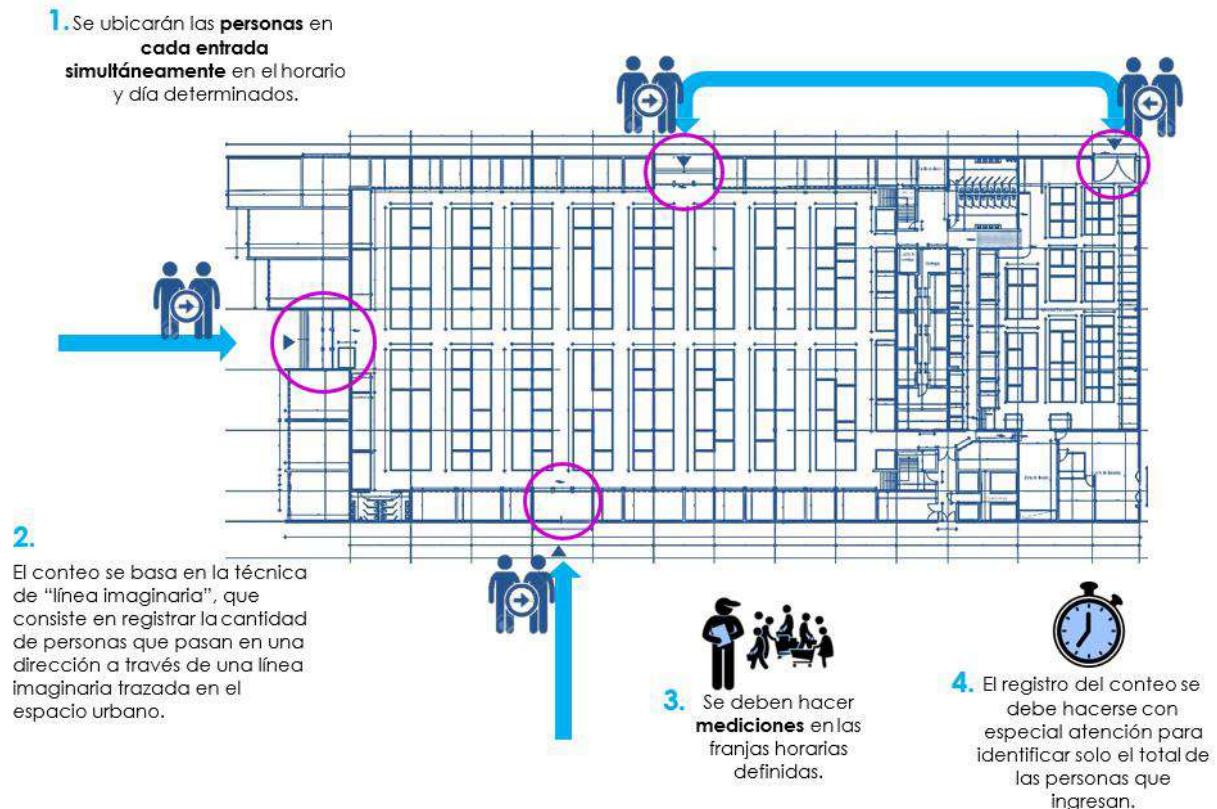 1. Se ubicarán las personas en
cada entrada
simultáneamente en el horario
y día determinados.
2.
El conteo se basa en la técnica
de “línea imaginaria”, que
consiste en registrar la cantidad
de personas que pasan en una
dirección a través de una línea
imaginaria trazada en el
espacio urbano.
3. Se deben hacer
mediciones en las
franjas horarias
definidas.
4. El registro del conteo se
debe hacerse con
especial atención para
identificar solo el total de
las personas que
ingresan.